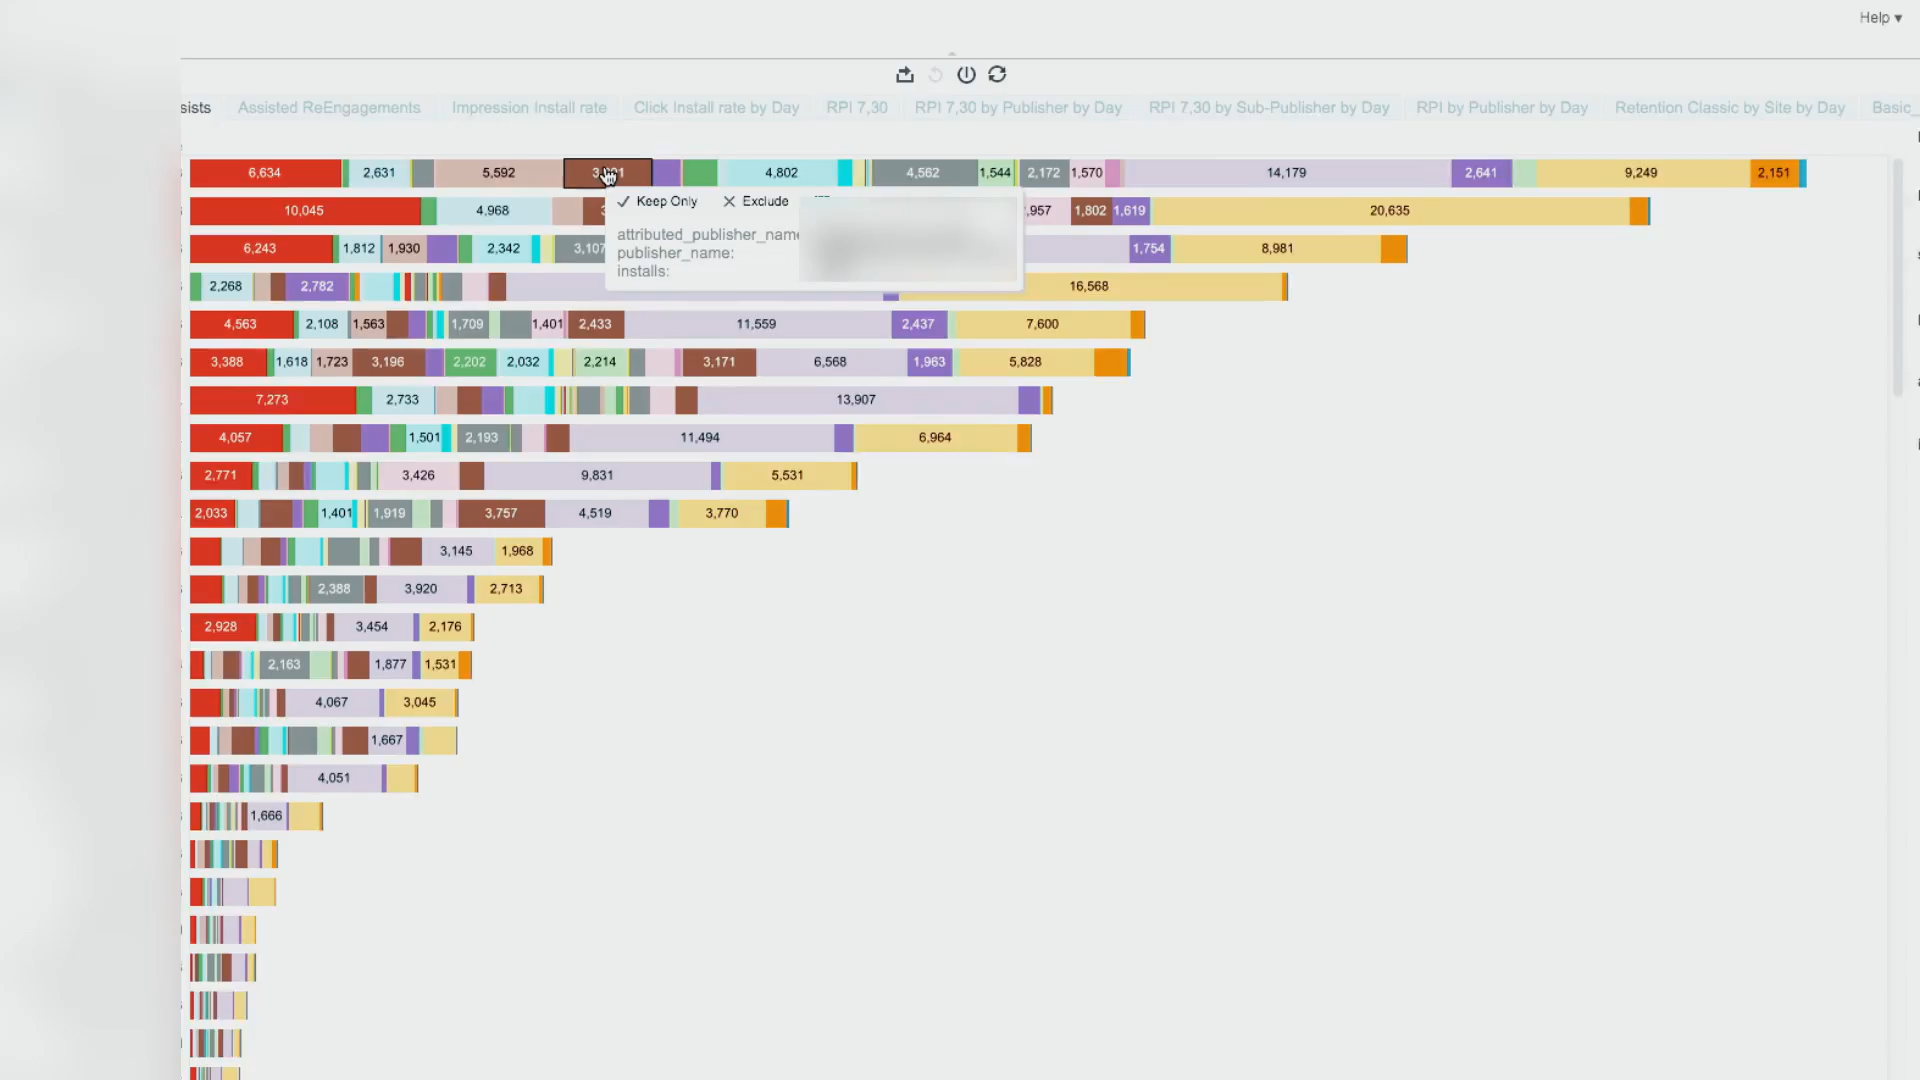 Help ▾
sists Assisted ReEngagements Impression Install rate Click Install rate by Day RPI 7,30 RPI 7,30 by Publisher by Day RPI 7,30 by Sub-Publisher by Day RPI by Publisher by Day Retention Classic by Site by Day Basic_
6,634 2,631 5,592 4,802 4,562 1,544 2,172 1,570 14,179 2,641 9,249 2,151
Keep Only Exclude
10,045 4,968 957 1,802 1,619 20,635
attributed_publisher_name
6,243 1,812 1,930 2,342 3,107 1,754 8,981
publisher_name:
installs:
2,268 2,782 16,568
4,563 2,108 1,563 1,709 1,401 2,433 11,559 2,437 7,600
3,388 1,618 1,723 3,196 2,202 2,032 2,214 3,171 6,568 1,963 5,828
7,273 2,733 13,907
4,057 1,501 2,193 11,494 6,964
2,771 3,426 9,831 5,531
2,033 1,401 1,919 3,757 4,519 3,770
3,145 1,968
2,388 3,920 2,713
2,928 3,454 2,176
2,163 1,877 1,531
4,067 3,045
1,667
4,051
1,666